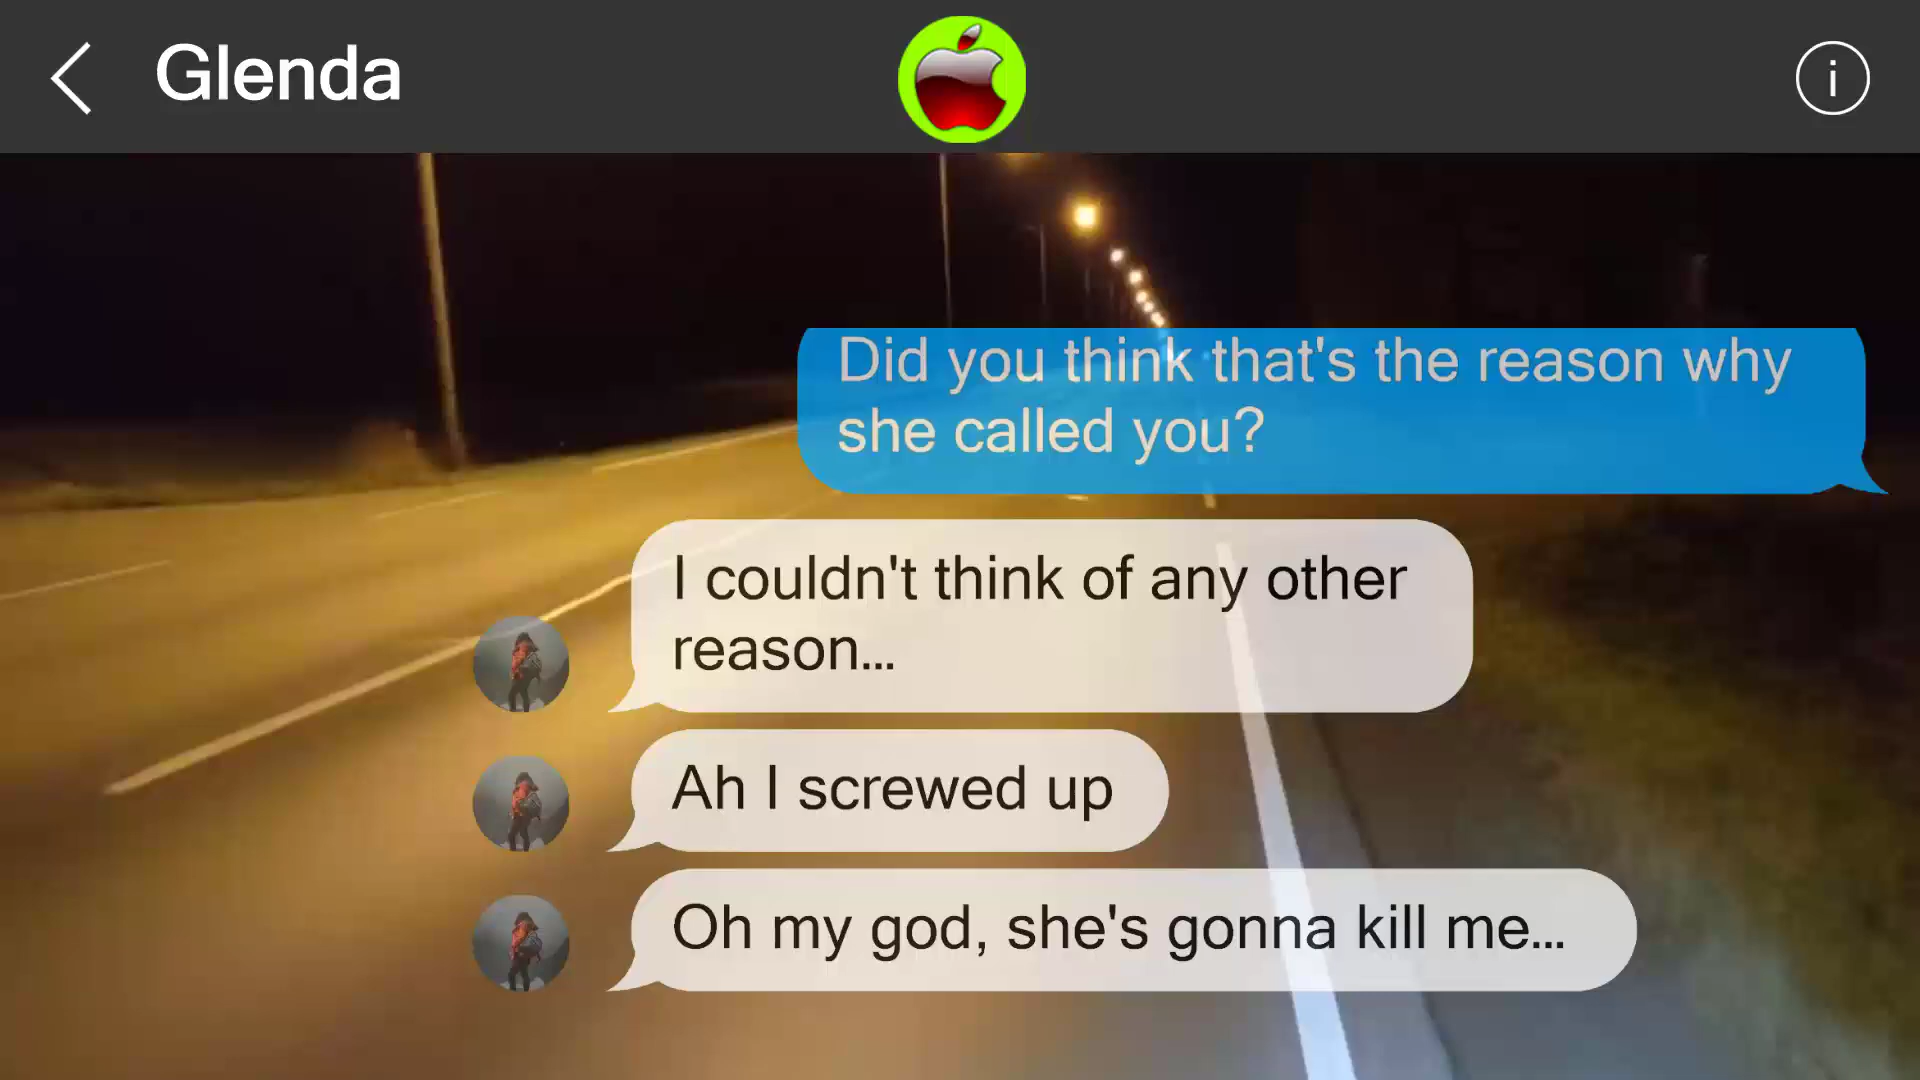 Glenda
i
Did you think that's the reason why
she called you?
I couldn't think of any other
reason...
Ah I screwed up
Oh my god, she's gonna kill me...